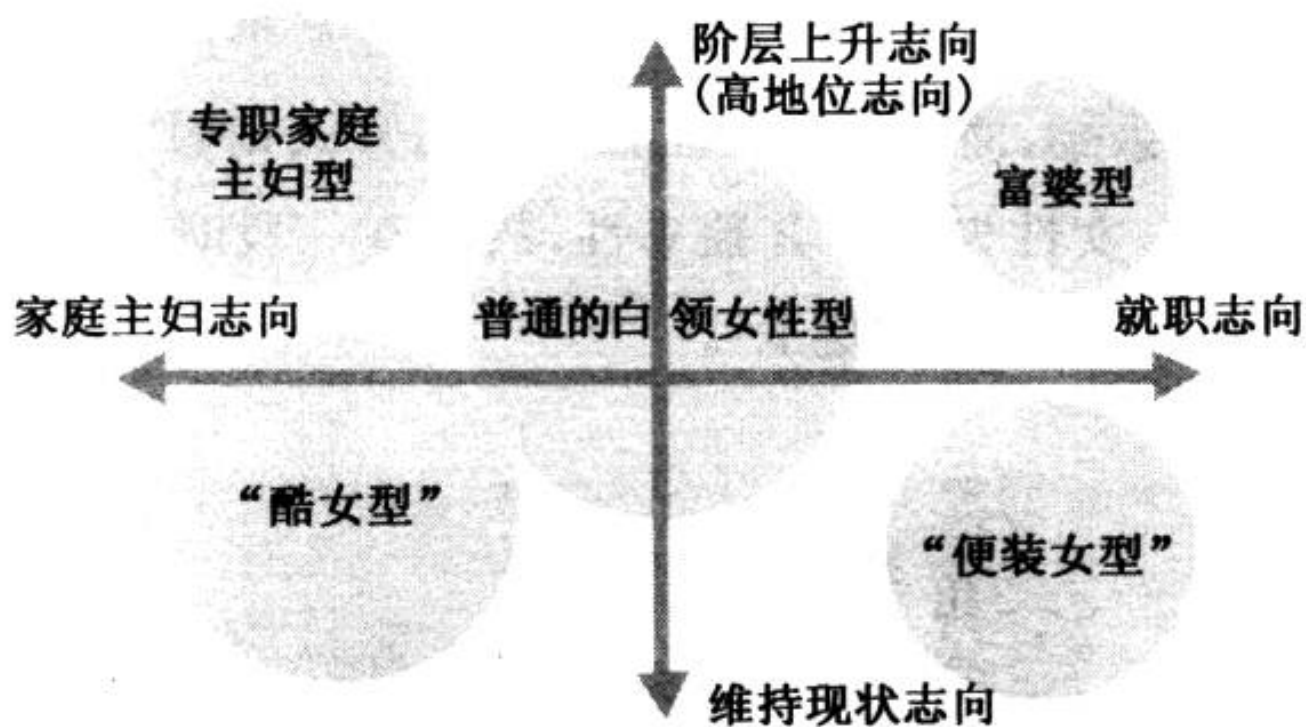 阶层上升志向
(高地位志向)
专职家庭
主妇型
富婆型
家庭主妇志向
普通的白领女性型
就职志向
“酷女型”
“便装女型”
维持现状志向